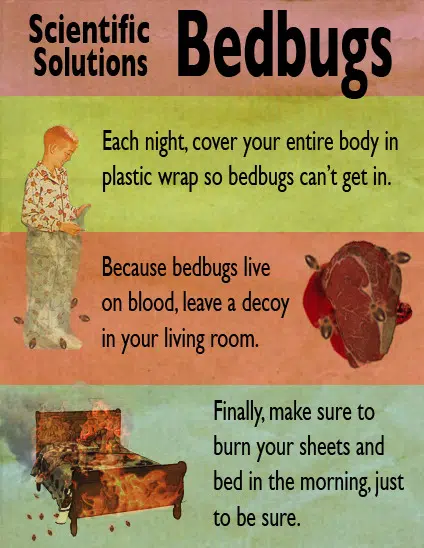 Scientific
Solutions
Bedbugs
Each night, cover your entire body in
plastic wrap so bedbugs can't get in.
Because bedbugs live
on blood, leave a decoy
in your living room.
Finally, make sure to
burn your sheets and
bed in the morning, just
to be sure.